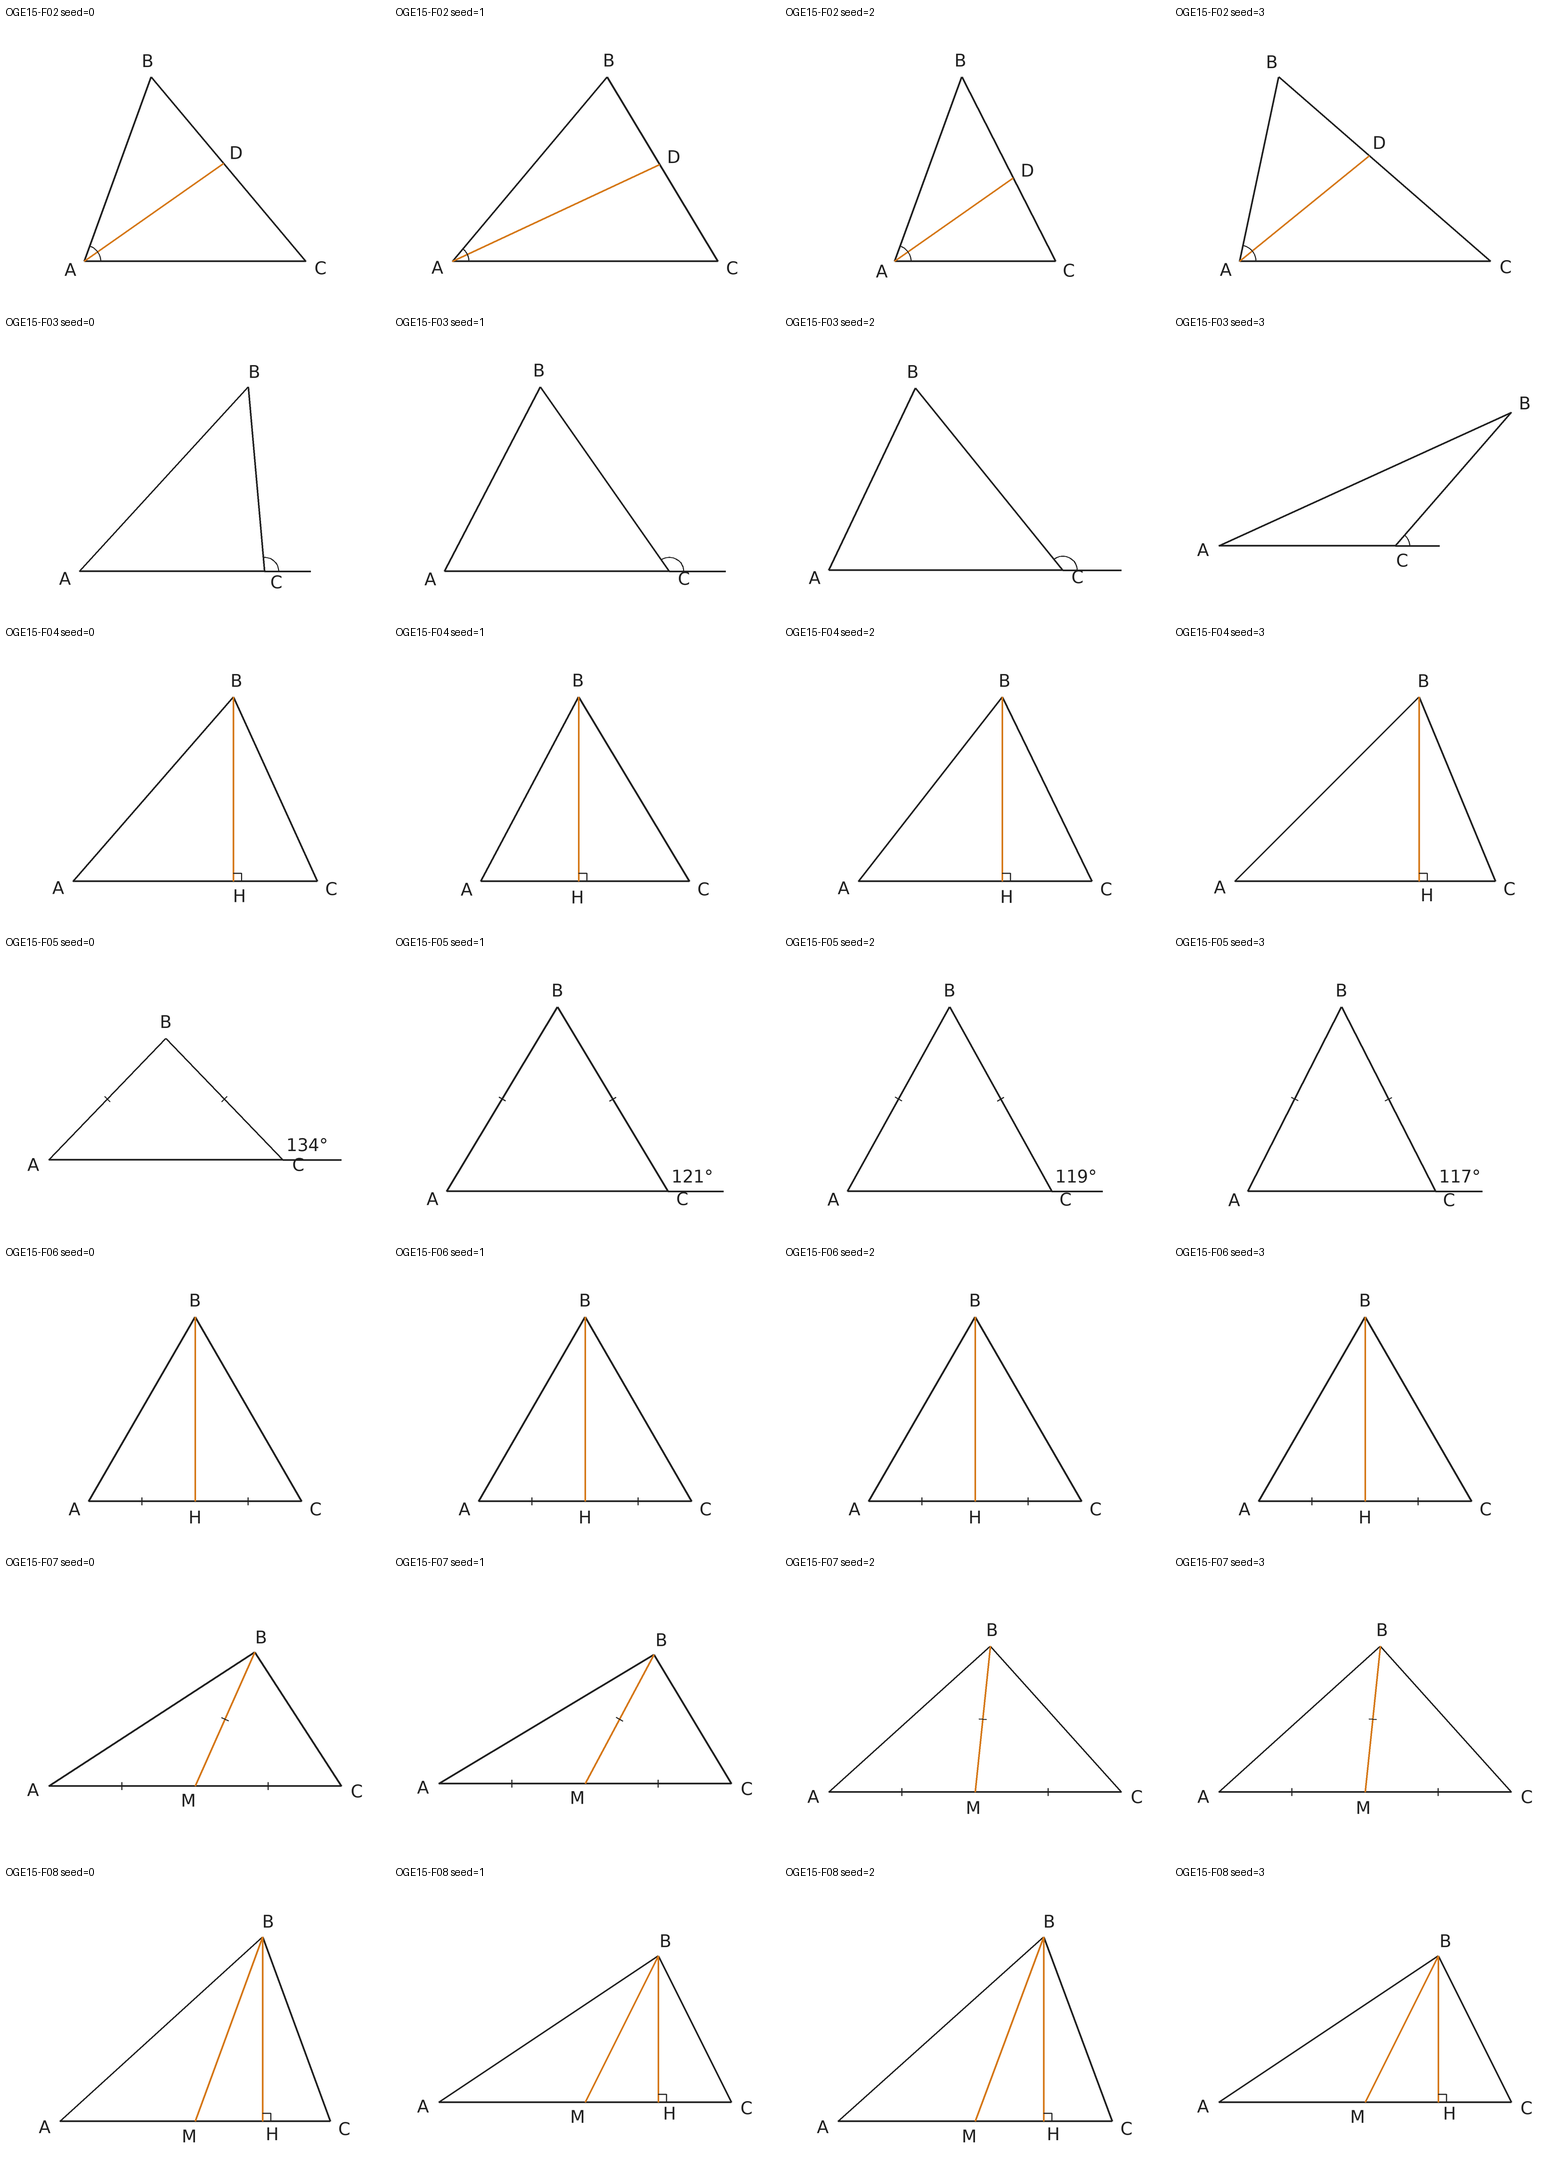 OGE15-F02 seed=0 OGE15-F02 seed=1 OGE15-F02 seed=2 OGE15-F02 seed=3
B B B B
D D D D
A C A C A C A C
OGE15-F03 seed=0 OGE15-F03 seed=1 OGE15-F03 seed=2 OGE15-F03 seed=3
B B B B
A C A C A C A C
OGE15-F04 seed=0 OGE15-F04 seed=1 OGE15-F04 seed=2 OGE15-F04 seed=3
B B B B
A H C A H C A H C A H C
OGE15-F05 seed=0 OGE15-F05 seed=1 OGE15-F05 seed=2 OGE15-F05 seed=3
B B B B
134° 121° 119° 117°
A C A C A C A C
OGE15-F06 seed=0 OGE15-F06 seed=1 OGE15-F06 seed=2 OGE15-F06 seed=3
B B B B
A H C A H C A H C A H C
OGE15-F07 seed=0 OGE15-F07 seed=1 OGE15-F07 seed=2 OGE15-F07 seed=3
B B B B
A M C A M C A M C A M C
OGE15-F08 seed=0 OGE15-F08 seed=1 OGE15-F08 seed=2 OGE15-F08 seed=3
B B B B
A M H C A M H C A M H C A M H C